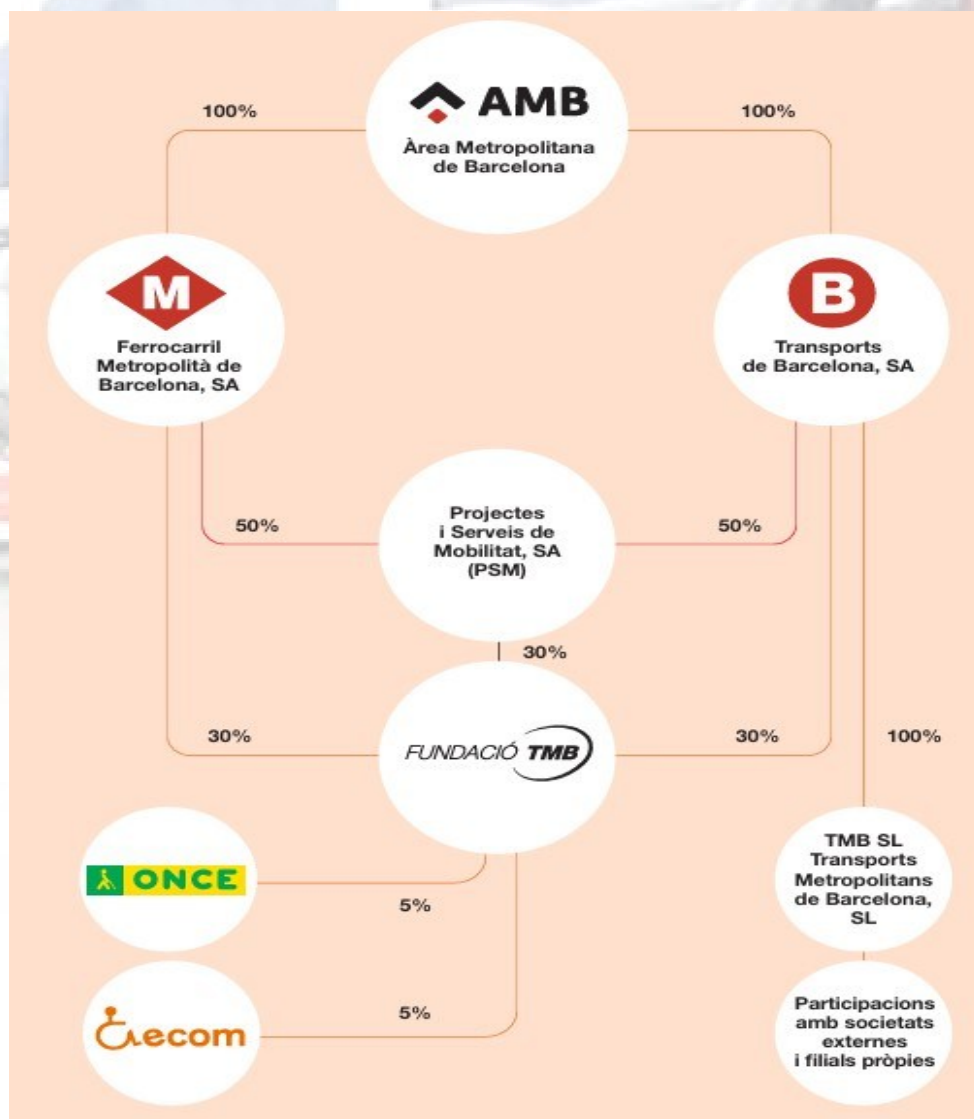 AMB
Àrea Metropolitana
de Barcelona
100%
100%
M
Ferrocarril
Metropolità de
Barcelona, SA
B
Transports
de Barcelona, SA
Projectes
i Serveis de
Mobilitat, SA
(PSM)
50%
50%
30%
FUNDACIÓ TMB
30%
30%
100%
ONCE
5%
TMB SL
Transports
Metropolitans
de Barcelona,
SL
ecom
5%
Participacions
amb societats
externes
i filials pròpies